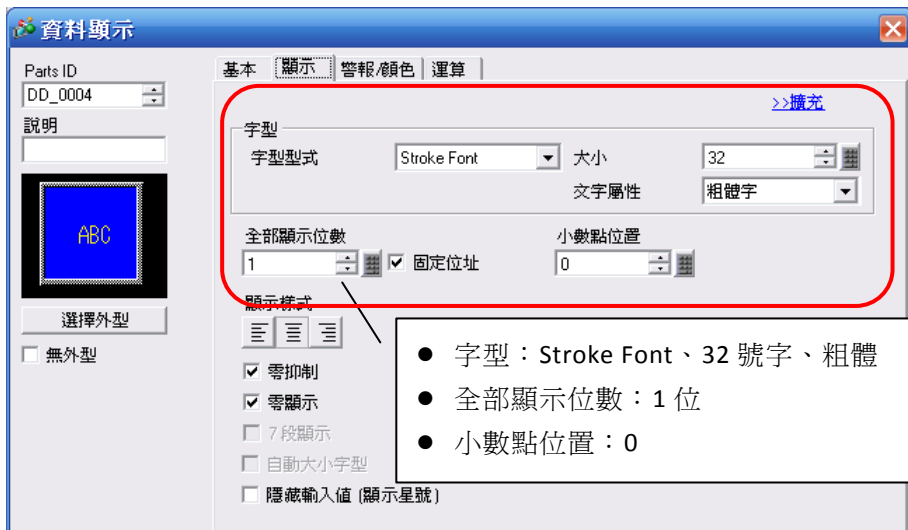 資料顯示
Parts ID
DD_0004
說明
ABC
選擇外型
無外型
基本 顯示 警報/顏色 運算
>>擴充
字型
字型型式 Stroke Font 大小 32
文字屬性 粗體字
全部顯示位數 小數點位置
1 固定位址 0
顯示樣式
零抑制
零顯示
7 段顯示
自動大小字型
隱藏輸入值 (顯示星號)
● 字型：Stroke Font、32 號字、粗體
● 全部顯示位數：1 位
● 小數點位置：0